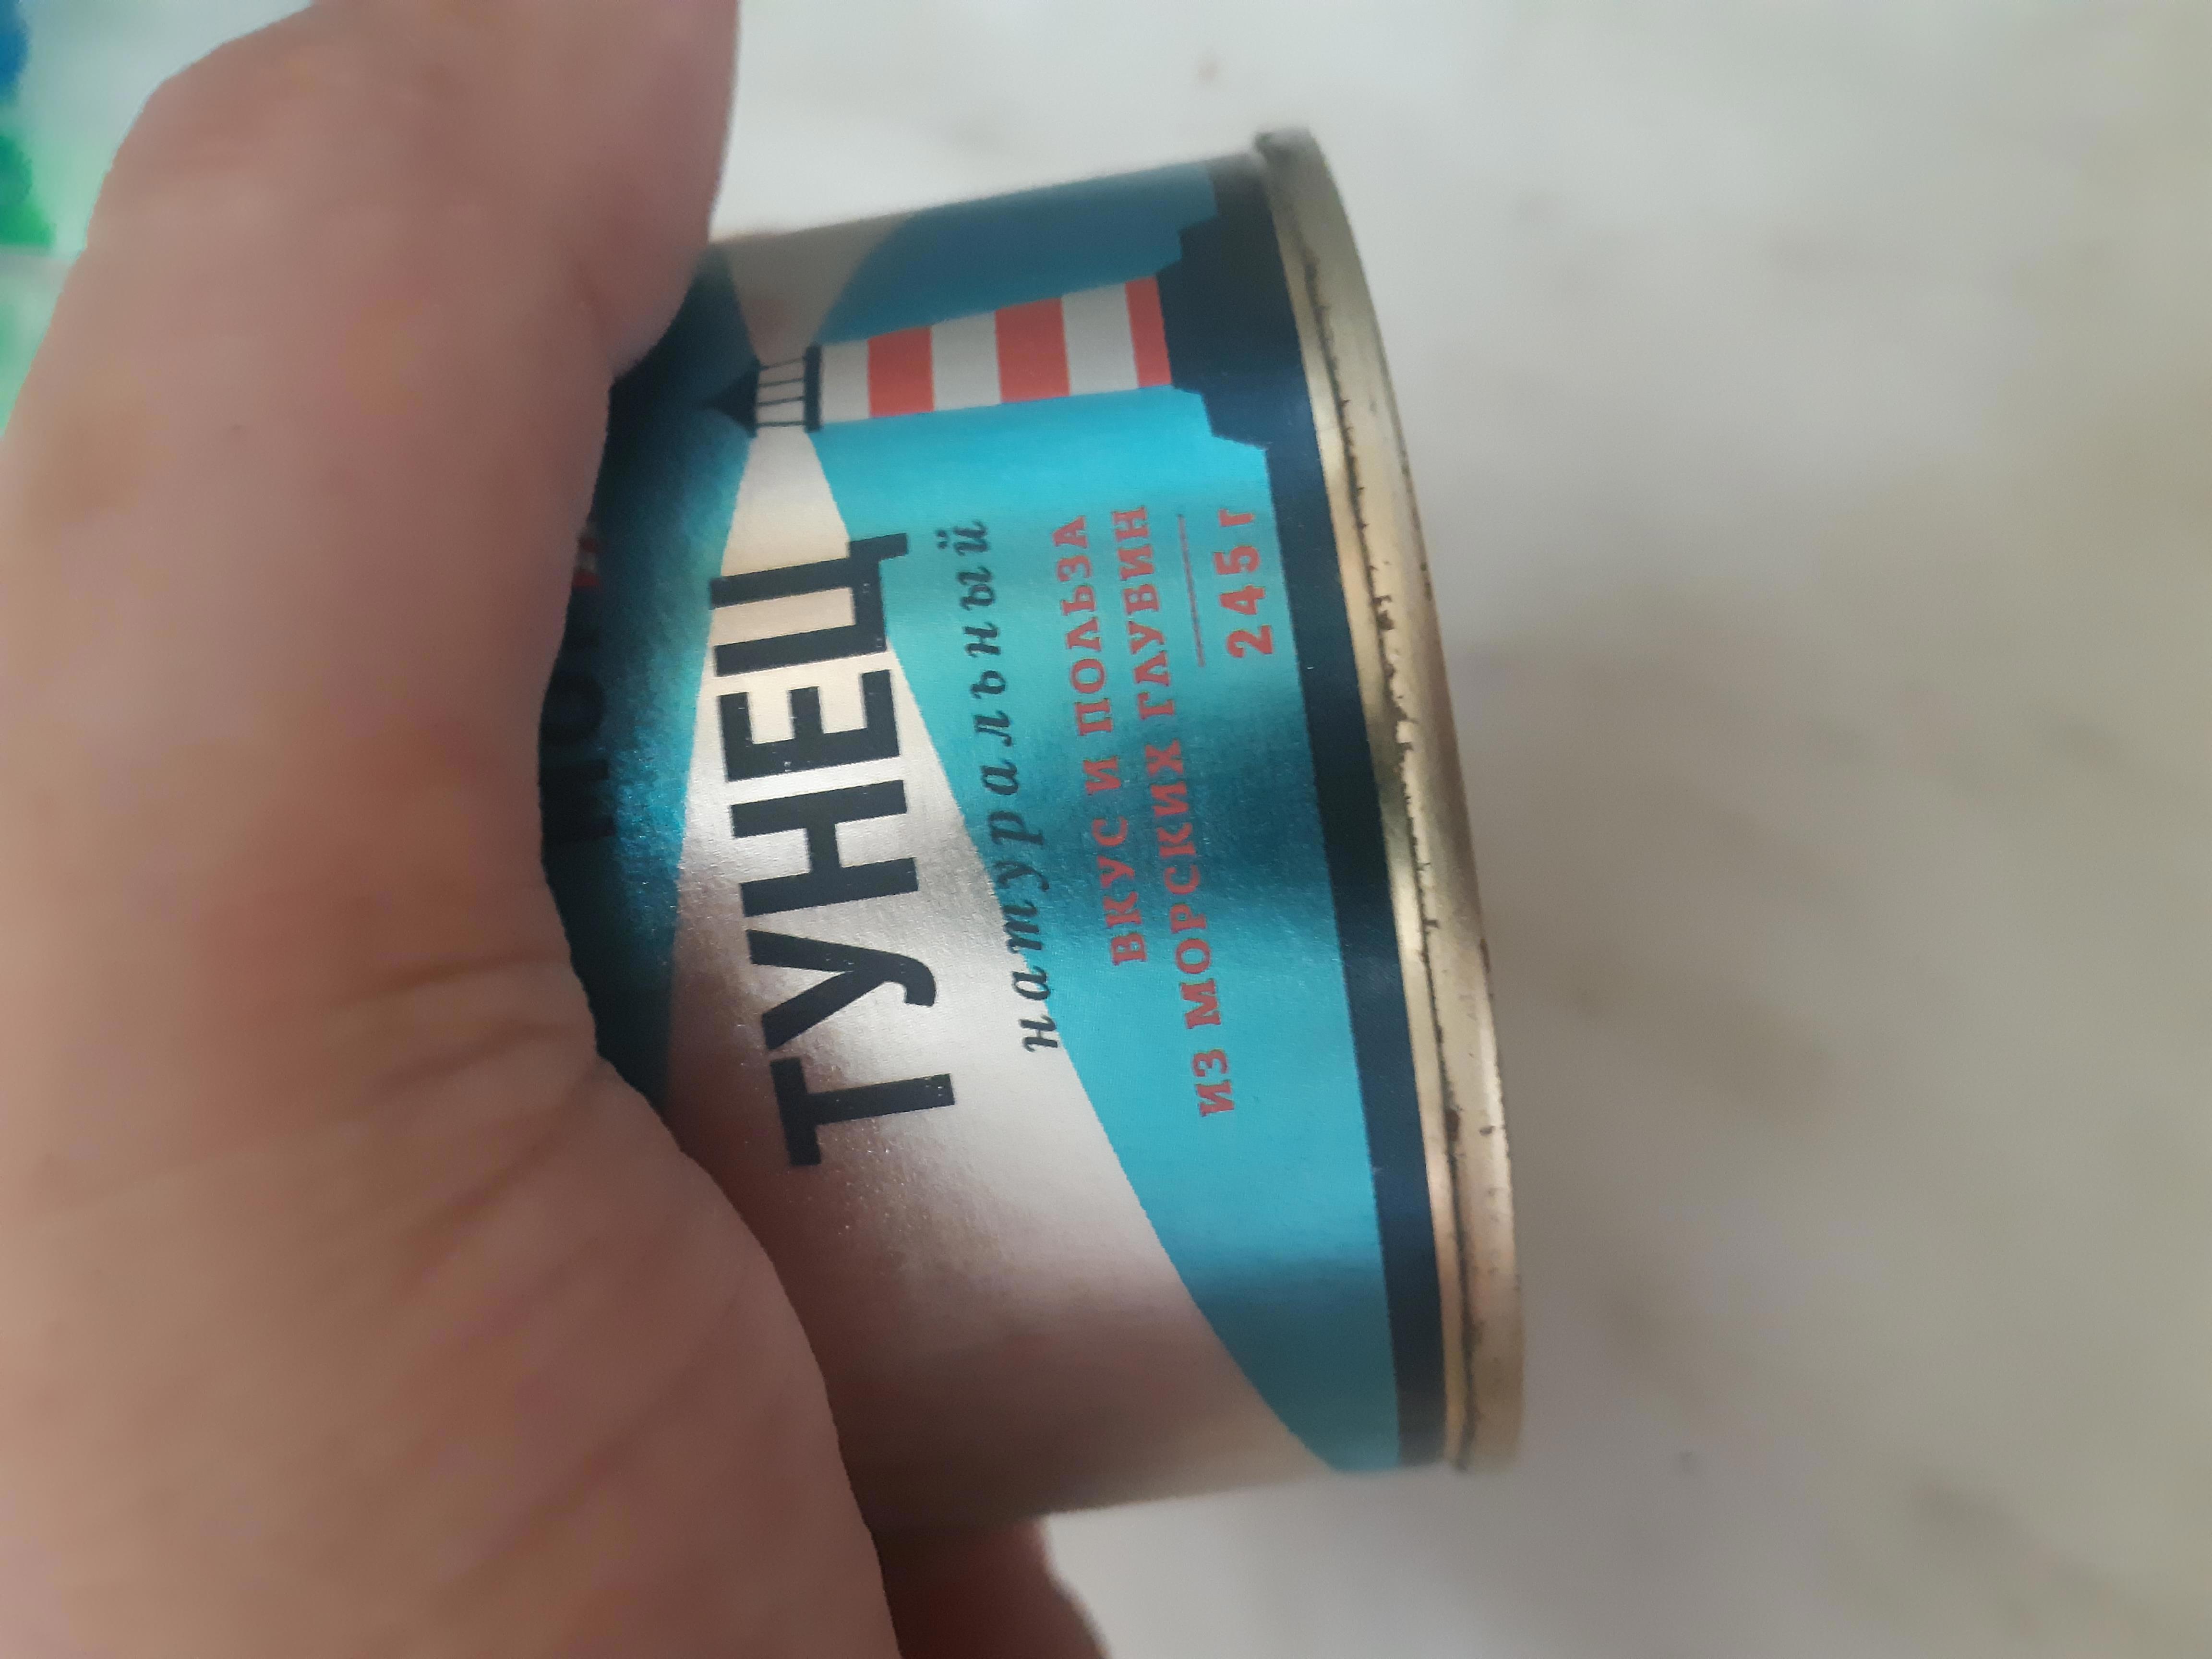 ТУНЕЦ
натуральный
ВКУС И ПОЛЬЗА
ИЗ МОРСКИХ ГЛУБИН
245 г